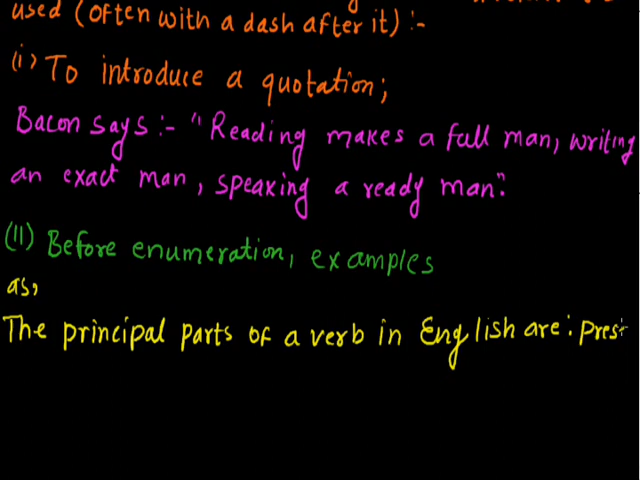 used (often with a dash after it) :-
(i) To introduce a quotation;
Bacon says :- "Reading makes a full man, writing
an exact man, speaking a ready man".
(II) Before enumeration, examples
as,
The principal parts of a verb in English are : pres